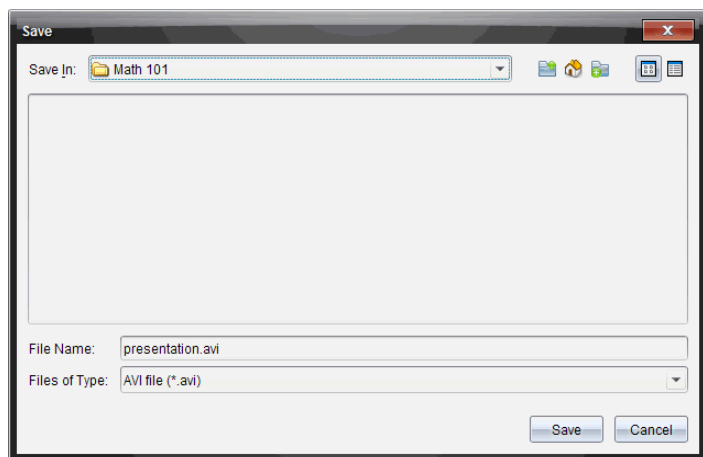 Save
Save In: Math 101
File Name: presentation.avi
Files of Type: AVI file (*.avi)
Save Cancel